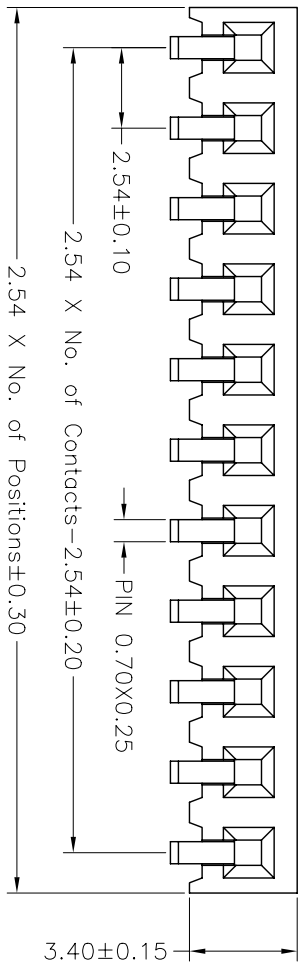 2.54±0.10
PIN 0.70X0.25
2.54 X No. of Contacts-2.54±0.20
2.54 X No. of Positions±0.30
3.40±0.15